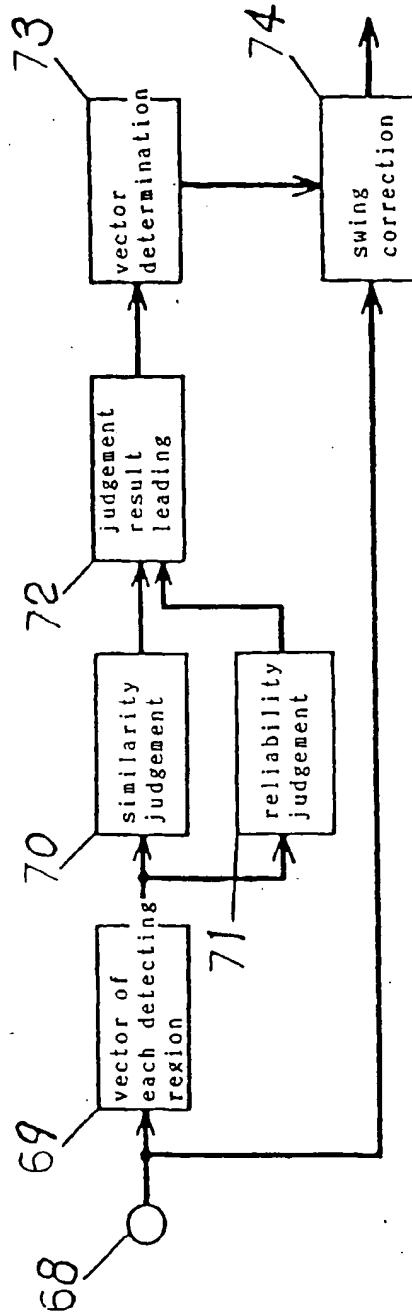 68
69
vector of
each detecting
region
70
similarity
judgement
71
reliability
judgement
72
judgement
result
leading
73
vector
determination
74
swing
correction